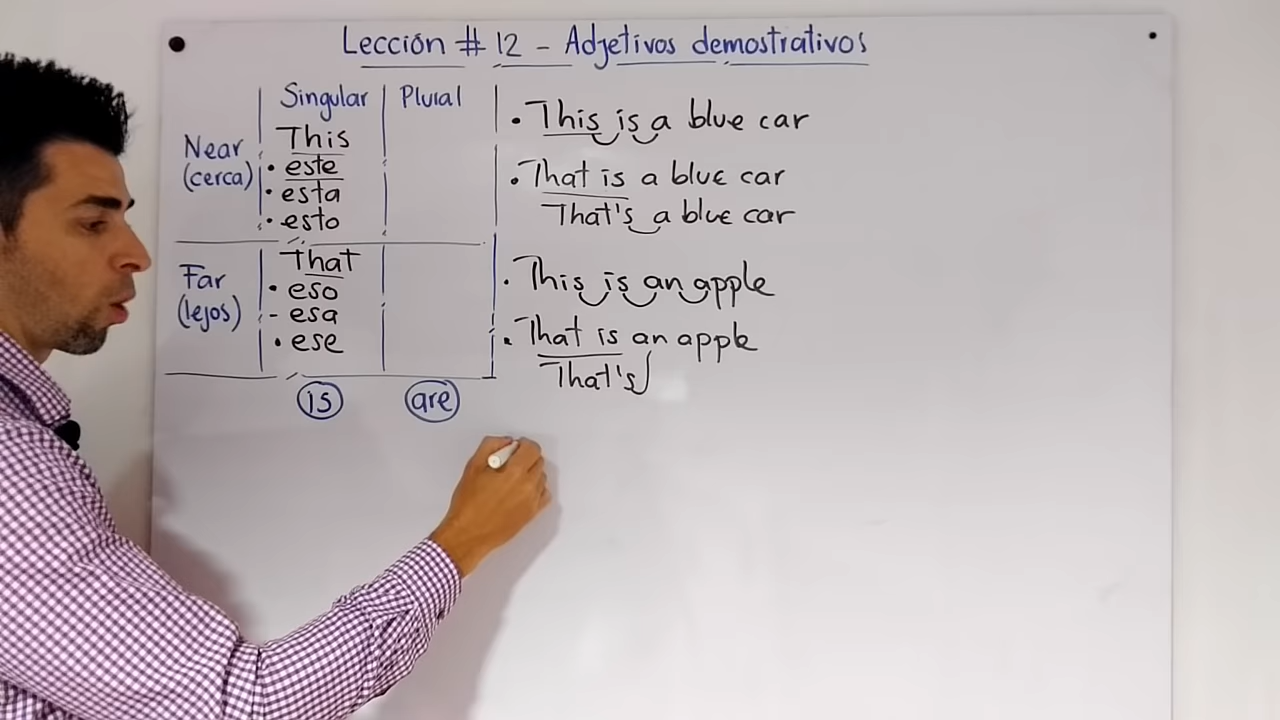 Lección # 12 - Adjetivos demostrativos
Singular Plural
Near
(cerca)
This
• este
• esta
• esto
Far
(lejos)
That
• eso
- esa
• ese
is are
• This is a blue car
• That is a blue car
That's a blue car
• This is an apple
• That is an apple
That's